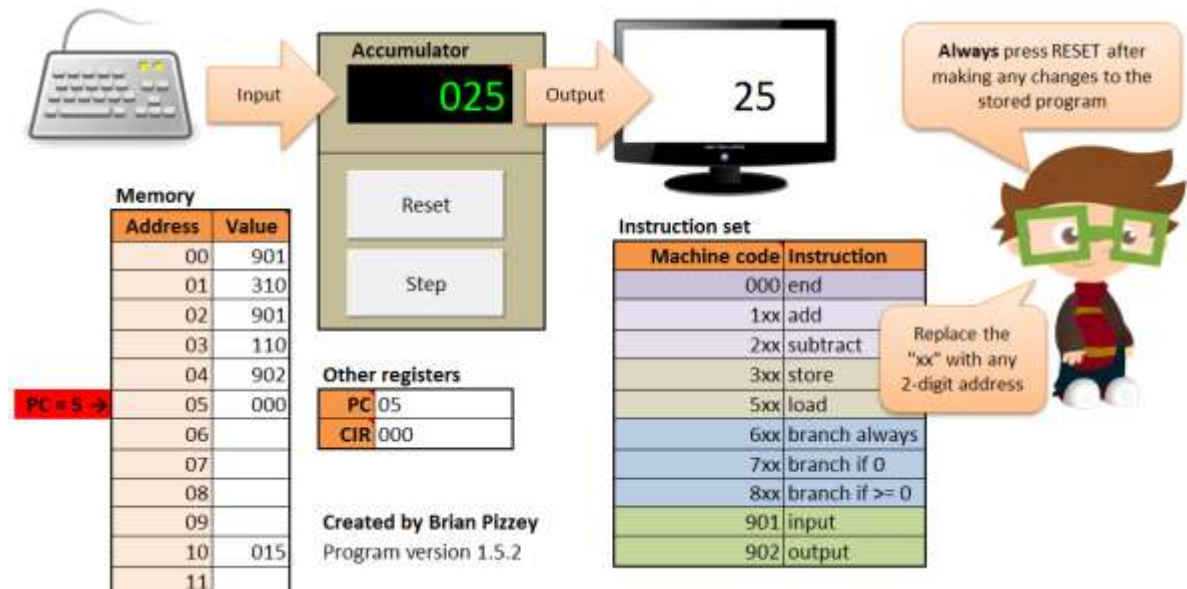 Input
Accumulator
025
Output
25
Always press RESET after
making any changes to the
stored program
Reset
Step
Memory
Address Value
00 901
01 310
02 901
03 110
04 902
PC = 5 → 05 000
06
07
08
09
10 015
11
Other registers
PC 05
CIR 000
Created by Brian Pizzey
Program version 1.5.2
Instruction set
Machine code Instruction
000 end
1xx add
2xx subtract
3xx store
5xx load
6xx branch always
7xx branch if 0
8xx branch if >= 0
901 input
902 output
Replace the
"xx" with any
2-digit address